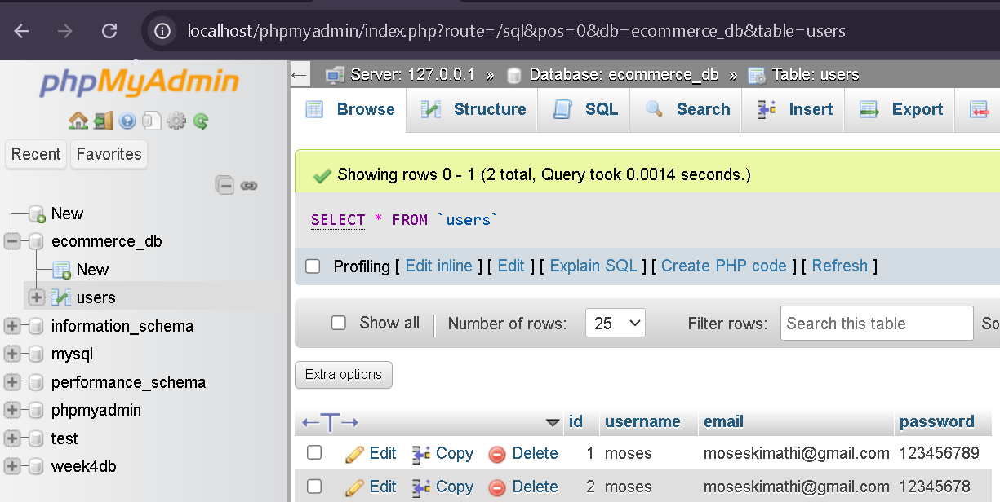 localhost/phpmyadmin/index.php?route=/sql&pos=0&db=ecommerce_db&table=users
phpMyAdmin
Recent Favorites
New
ecommerce_db
New
users
information_schema
mysql
performance_schema
phpmyadmin
test
week4db
← Server: 127.0.0.1 » Database: ecommerce_db » Table: users
Browse Structure SQL Search Insert Export
Showing rows 0 - 1 (2 total, Query took 0.0014 seconds.)
SELECT * FROM `users`
Profiling [ Edit inline ] [ Edit ] [ Explain SQL ] [ Create PHP code ] [ Refresh ]
Show all | Number of rows: 25 Filter rows: Search this table So
Extra options
←T→ id username email password
Edit Copy Delete 1 moses moseskimathi@gmail.com 123456789
Edit Copy Delete 2 moses moseskimathi@gmail.com 12345678